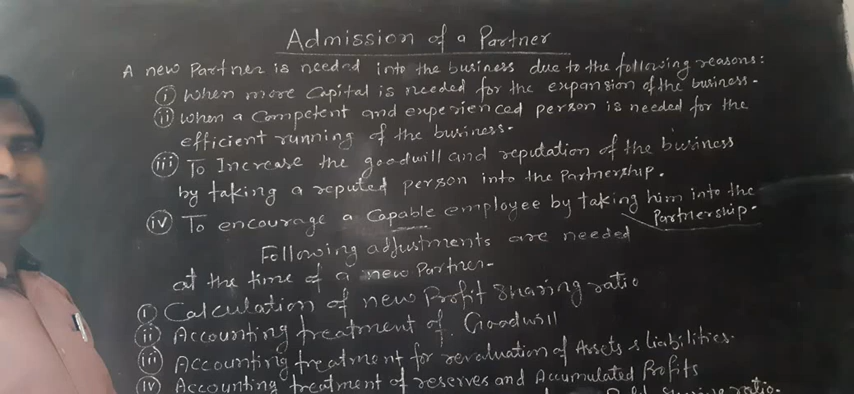 Admission of a Partner
A new Partner is needed into the business due to the following reasons:
(i) When more Capital is needed for the expansion of the business.
(ii) When a Competent and experienced person is needed for the
efficient running of the business.
(iii) To Increase the goodwill and reputation of the business
by taking a reputed person into the Partnership.
(iv) To encourage a Capable employee by taking him into the
Partnership.
Following adjustments are needed
at the time of a new Partner-
(i) Calculation of new Profit Sharing ratio
(ii) Accounting treatment of Goodwill
(iii) Accounting treatment for revaluation of Assets & liabilities.
(iv) Accounting treatment of reserves and Accumulated Profits
Profit Sharing ratio.